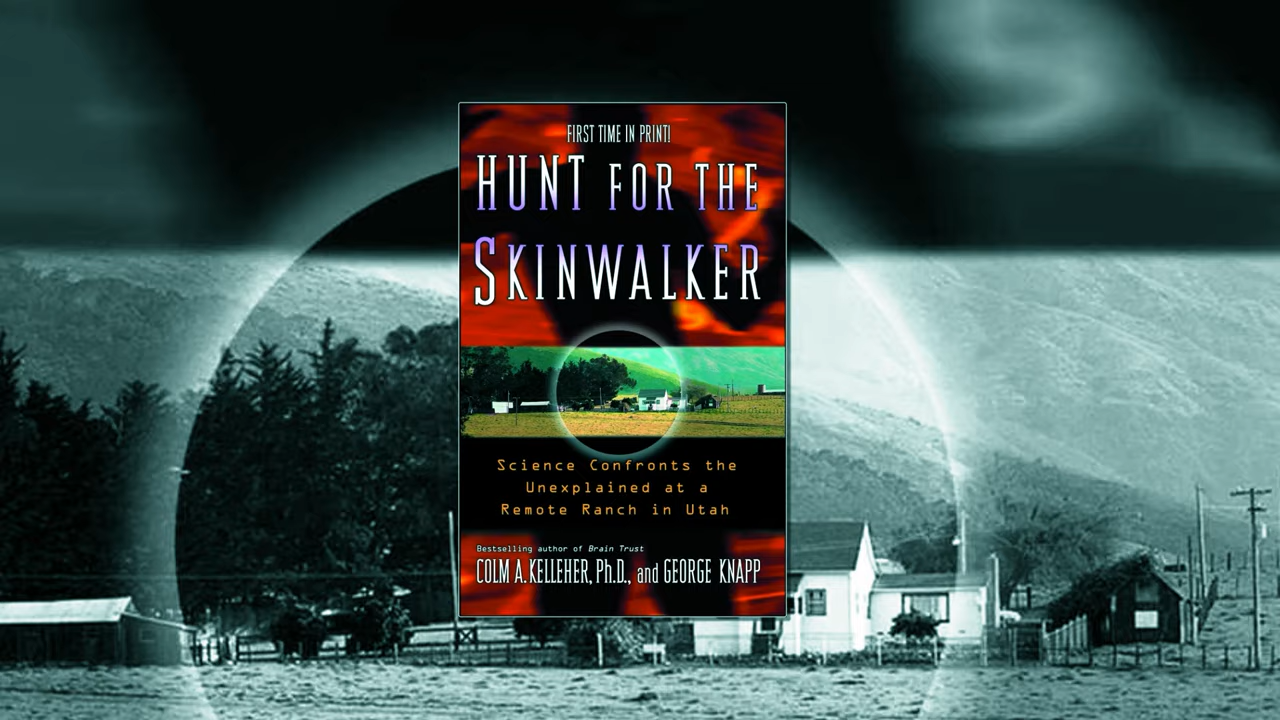 FIRST TIME IN PRINT!
HUNT FOR THE
SKINWALKER
Science Confronts the
Unexplained at a
Remote Ranch in Utah
Bestselling author of Brain Trust
COLM A. KELLEHER, Ph.D., and GEORGE KNAPP